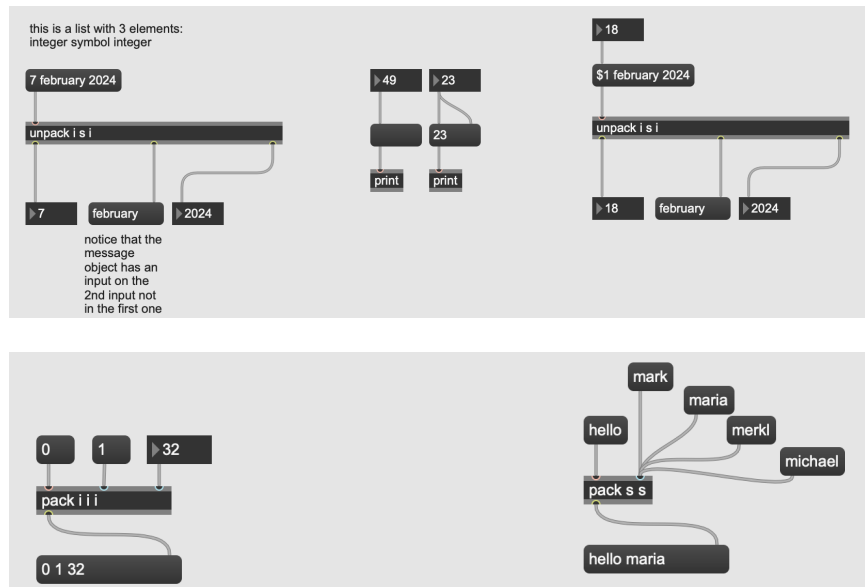 this is a list with 3 elements:
integer symbol integer
7 february 2024
unpack i s i
7
february
2024
notice that the
message
object has an
input on the
2nd input not
in the first one
49
23
23
print
print
18
$1 february 2024
unpack i s i
18
february
2024
0
1
32
pack i i i
0 1 32
mark
maria
merkl
michael
hello
pack s s
hello maria